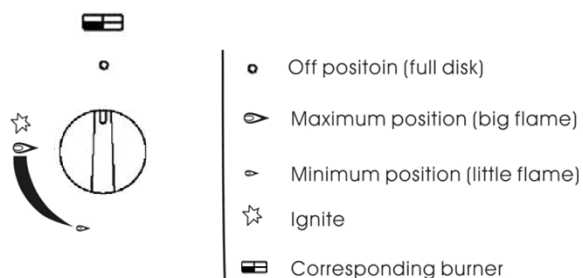 Off positoin (full disk)
Maximum position (big flame)
Minimum position (little flame)
Ignite
Corresponding burner